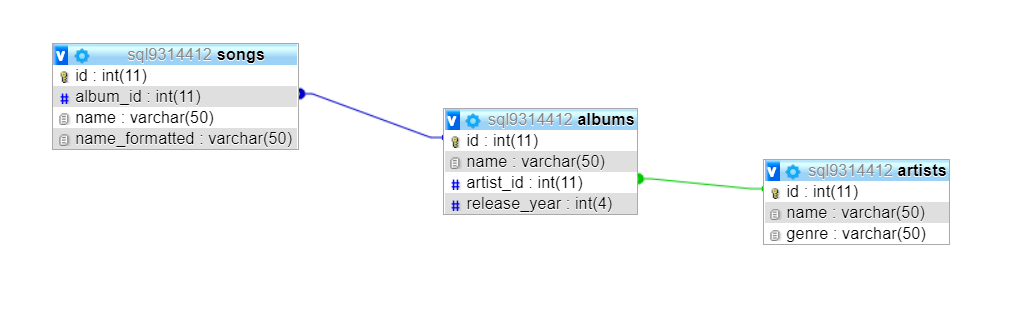 sql9314412 songs
id : int(11)
album_id : int(11)
name : varchar(50)
name_formatted : varchar(50)
sql9314412 albums
id : int(11)
name : varchar(50)
artist_id : int(11)
release_year : int(4)
sql9314412 artists
id : int(11)
name : varchar(50)
genre : varchar(50)